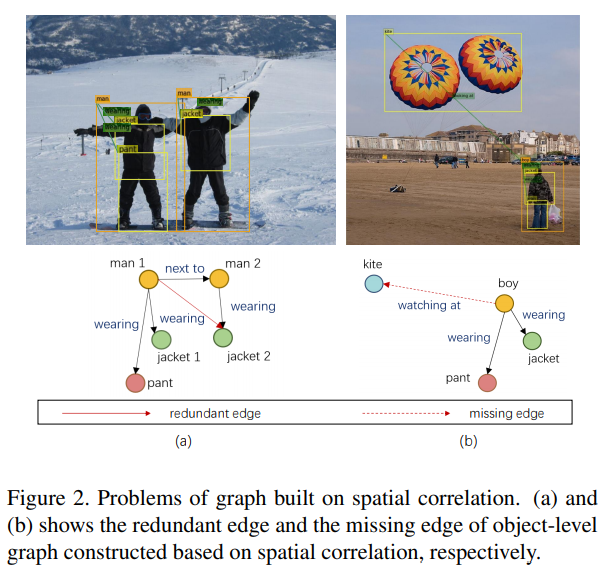 man
man
wearing
wearing
jacket
jacket
wearing
pant
kite
watching at
man 1
next to
man 2
wearing
wearing
wearing
jacket 1
jacket 2
pant
kite
boy
watching at
wearing
wearing
jacket
pant
redundant edge
missing edge
(a)
(b)
Figure 2. Problems of graph built on spatial correlation. (a) and
(b) shows the redundant edge and the missing edge of object-level
graph constructed based on spatial correlation, respectively.